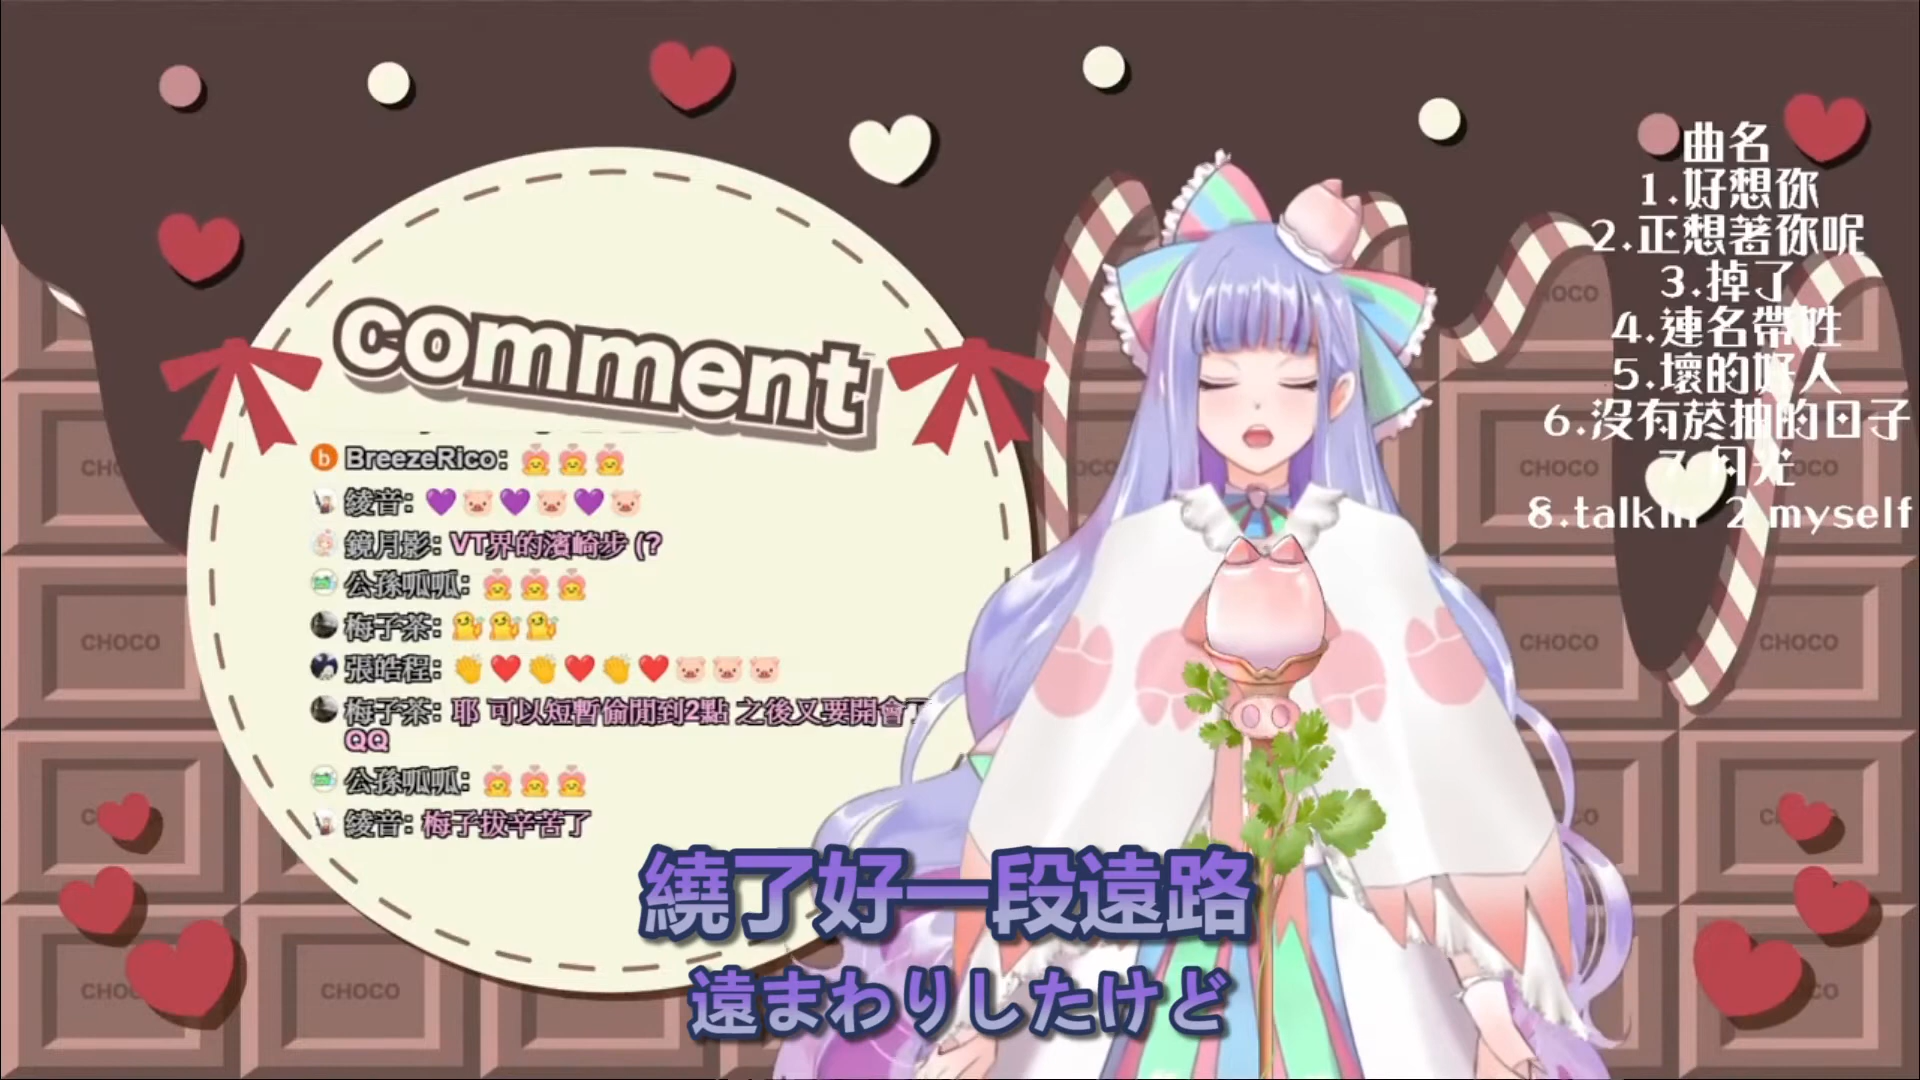 曲名
1.好想你
2.正想著你呢
3.掉了
4.連名帶姓
5.壞的好人
6.沒有菸抽的日子
7.月光
8.talkin 2 myself
comment
b BreezeRico:
綾音:
鏡月影: VT界的濱崎步 (?
公孫呱呱:
梅子茶:
張皓程:
梅子茶: 耶 可以短暫偷閒到2點 之後又要開會了
QQ
公孫呱呱:
綾音: 梅子拔辛苦了
繞了好一段遠路
遠まわりしたけど
CHOCO
CHOCO
CHOCO
CHOCO
CHOCO